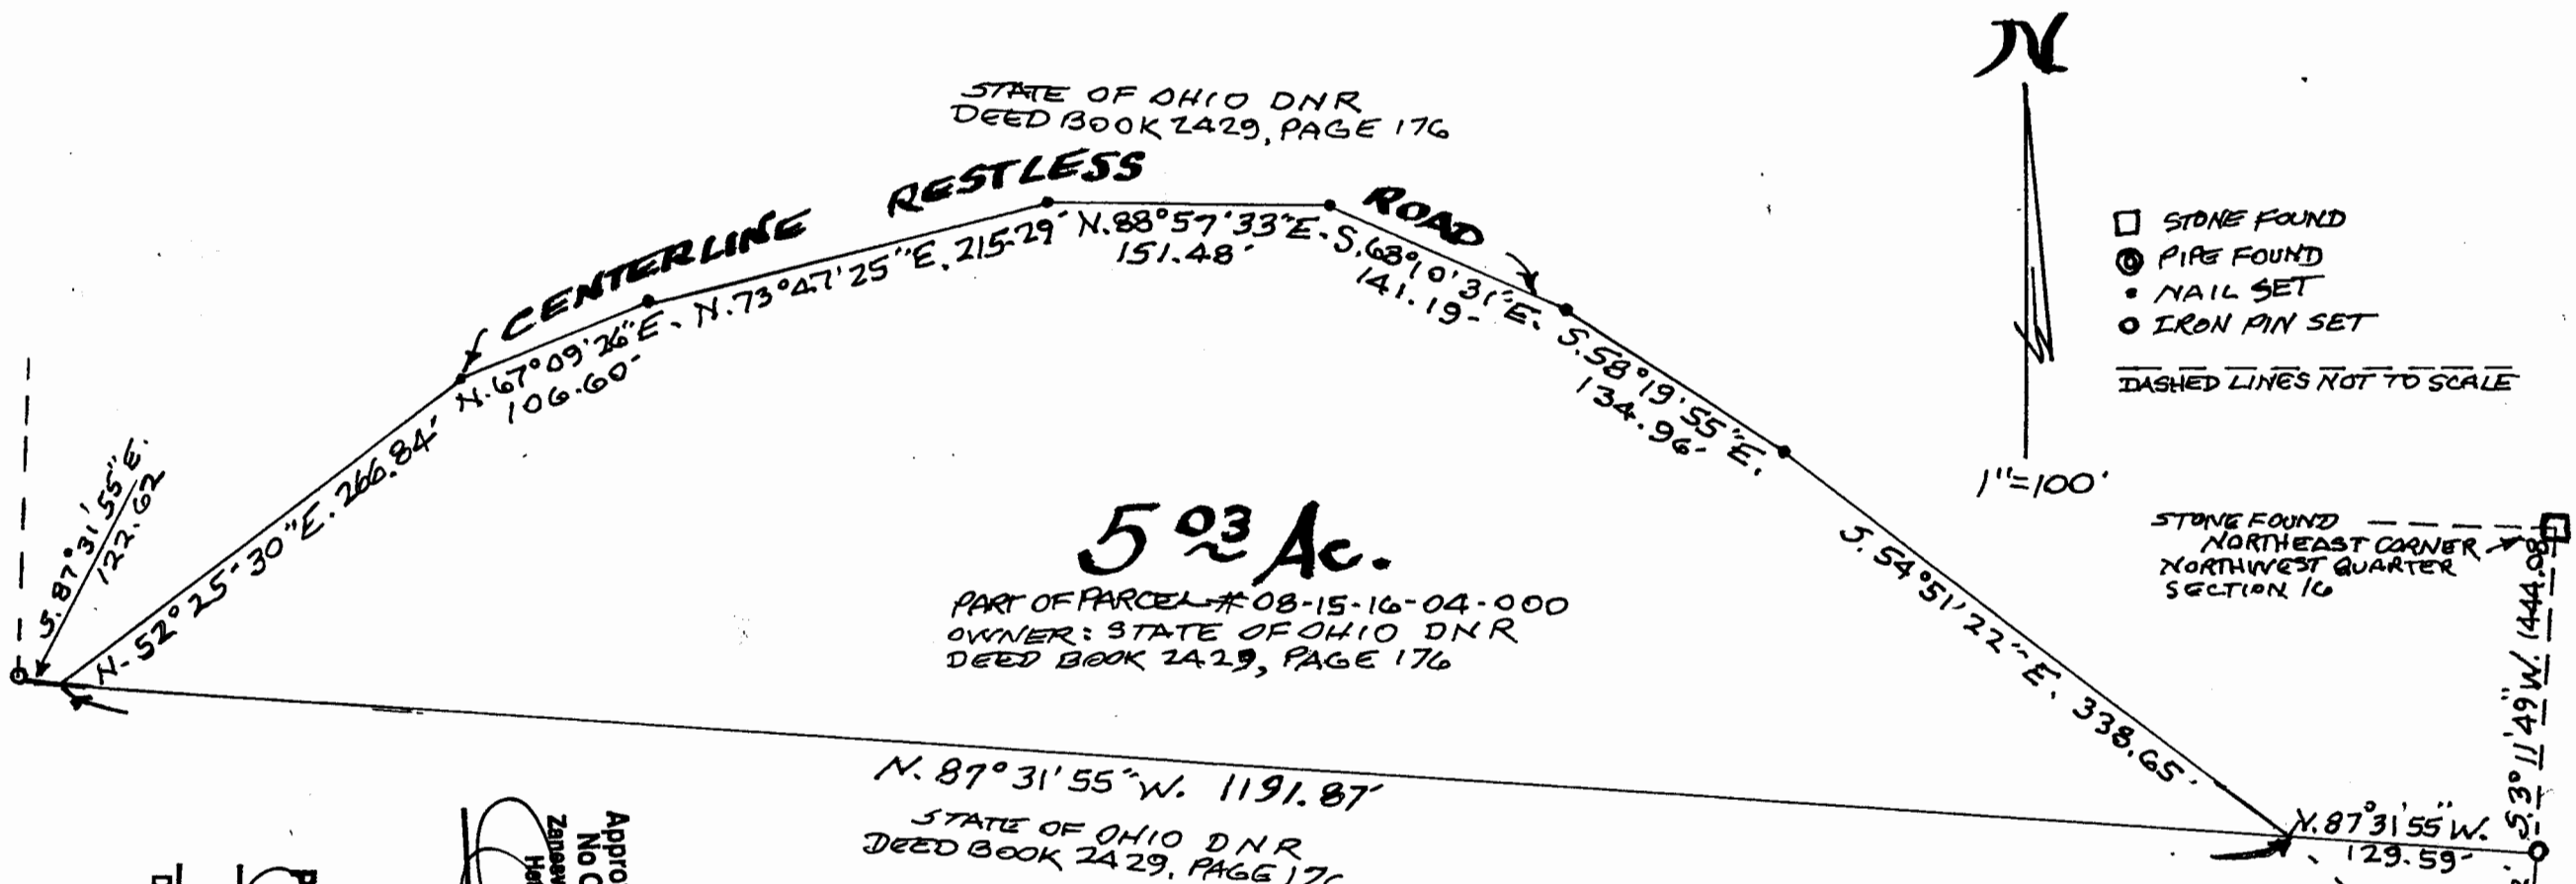 N
STATE OF OHIO DNR
DEED BOOK 2429, PAGE 176
CENTERLINE RESTLESS ROAD
□ STONE FOUND
◎ PIPE FOUND
• NAIL SET
○ IRON PIN SET
DASHED LINES NOT TO SCALE
1"=100'
N.67°09'26"E.
106.60'
N.73°47'25"E. 215.29'
N.88°57'33"E.
151.48'
S.68°10'31"E.
141.19'
S.58°19'55"E.
134.96'
S.54°51'22"E. 338.65'
S.87°31'55"E.
122.62
N.52°25'30"E. 266.84'
5 03 Ac.
PART OF PARCEL # 08-15-16-04-000
OWNER: STATE OF OHIO DNR
DEED BOOK 2429, PAGE 176
STONE FOUND
NORTHEAST CORNER
NORTHWEST QUARTER
SECTION 16
S.3°11'49"W. 1444.08
N.87°31'55"W. 1191.87'
STATE OF OHIO DNR
DEED BOOK 2429, PAGE 176
N.87°31'55"W.
129.59'
No